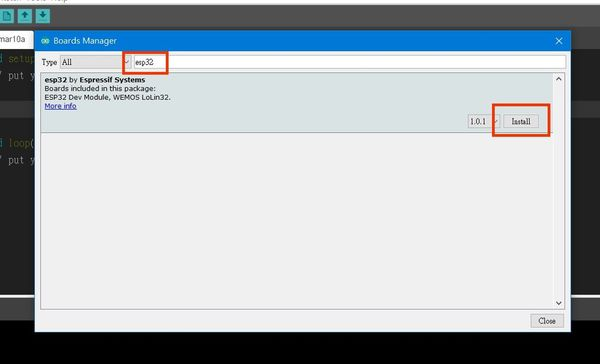 mar10a
Boards Manager
Type All esp32
esp32 by Espressif Systems
Boards included in this package:
ESP32 Dev Module, WEMOS LoLin32.
More info
1.0.1 Install
d setup
/ put y
d loop(
/ put y
Close